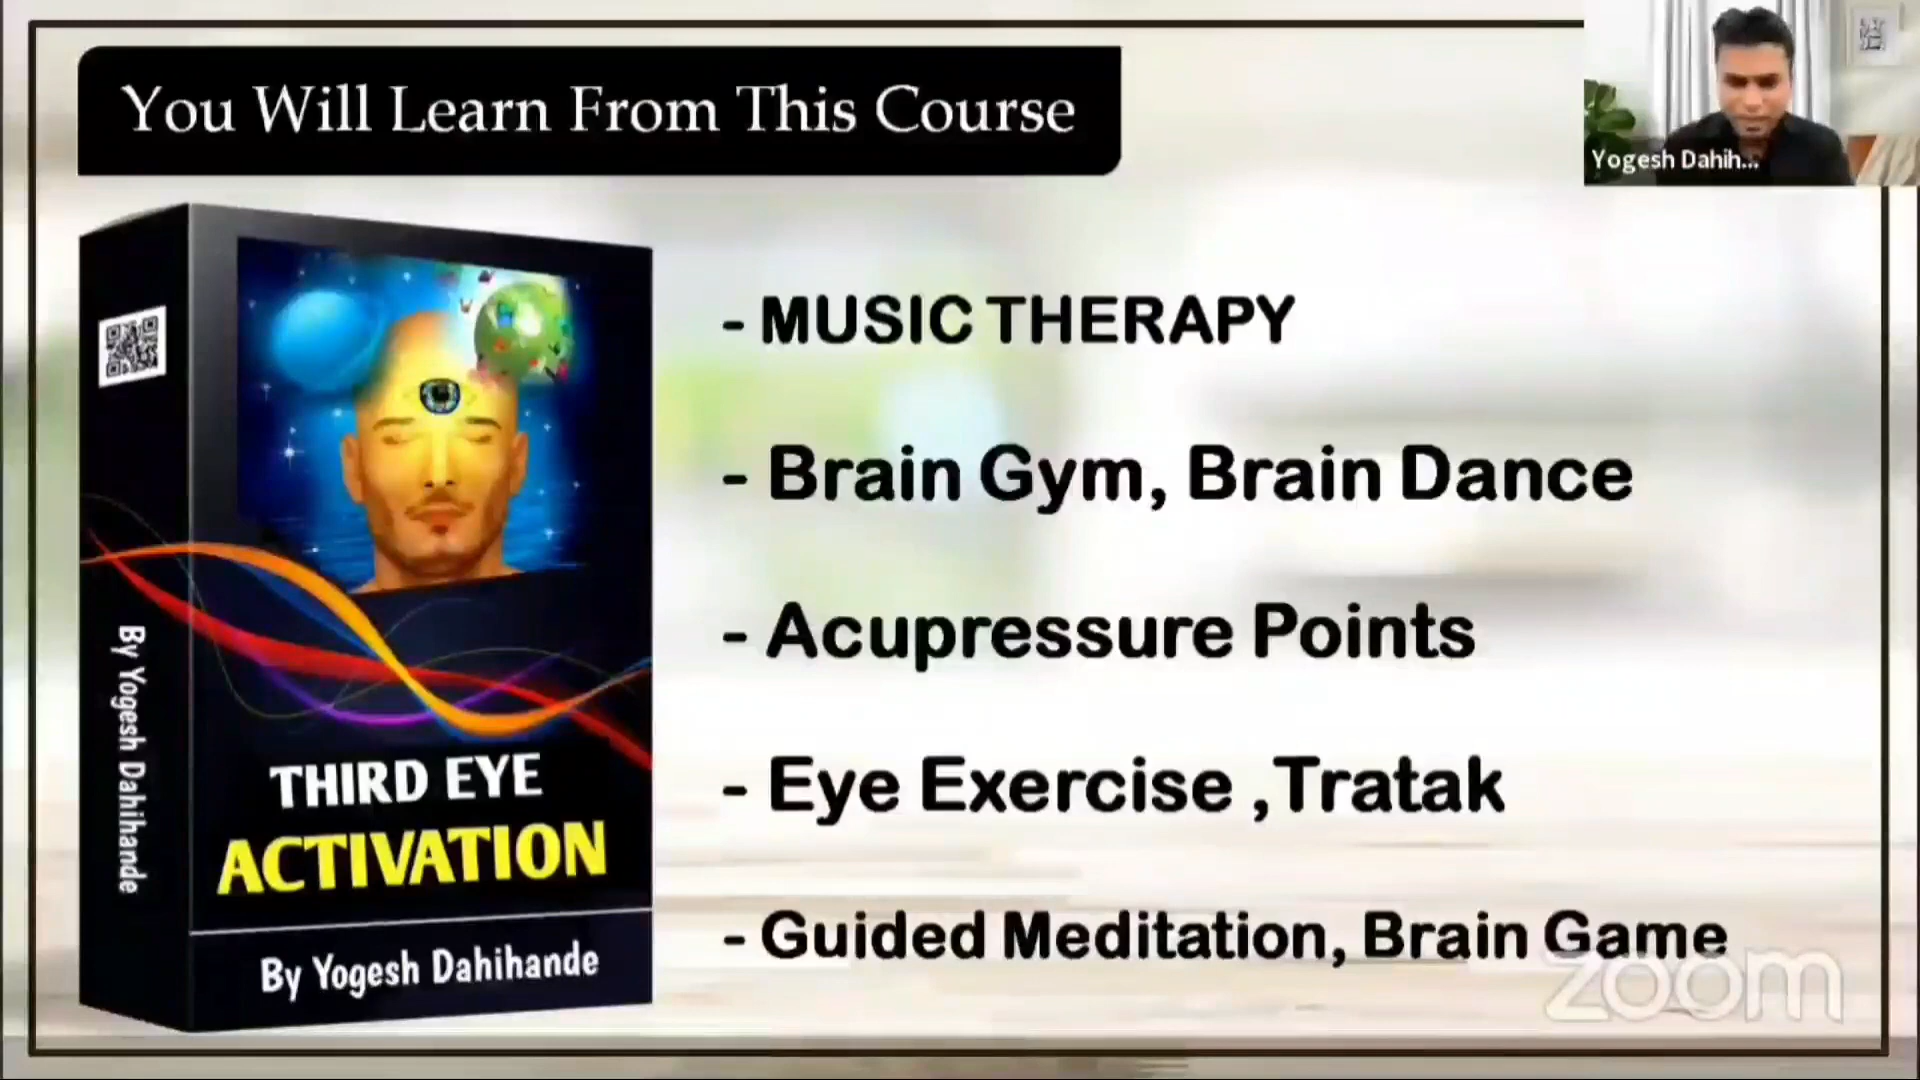 You Will Learn From This Course
Yogesh Dahih...
- MUSIC THERAPY
- Brain Gym, Brain Dance
- Acupressure Points
- Eye Exercise ,Tratak
- Guided Meditation, Brain Game
By Yogesh Dahihande
THIRD EYE
ACTIVATION
By Yogesh Dahihande
zoom